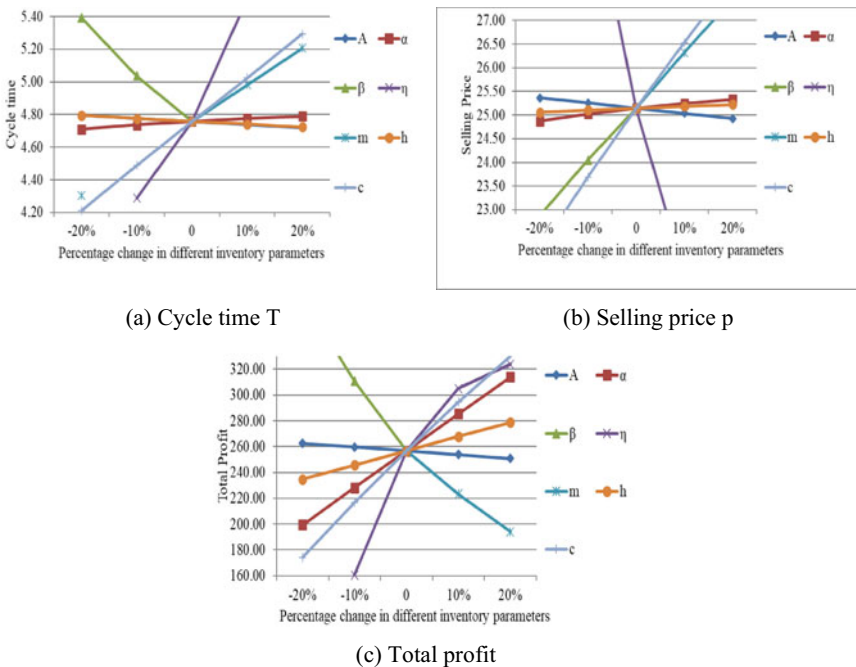 5.40
5.20
5.00
4.80
4.60
4.40
4.20
Cycle time
-20% -10% 0 10% 20%
Percentage change in different inventory parameters
A α
β η
m h
c
(a) Cycle time T
27.00
26.50
26.00
25.50
25.00
24.50
24.00
23.50
23.00
Selling Price
-20% -10% 0 10% 20%
Percentage change in different inventory parameters
A α
β η
m h
c
(b) Selling price p
320.00
300.00
280.00
260.00
240.00
220.00
200.00
180.00
160.00
Total Profit
-20% -10% 0 10% 20%
Percentage change in different inventory parameters
A α
β η
m h
c
(c) Total profit